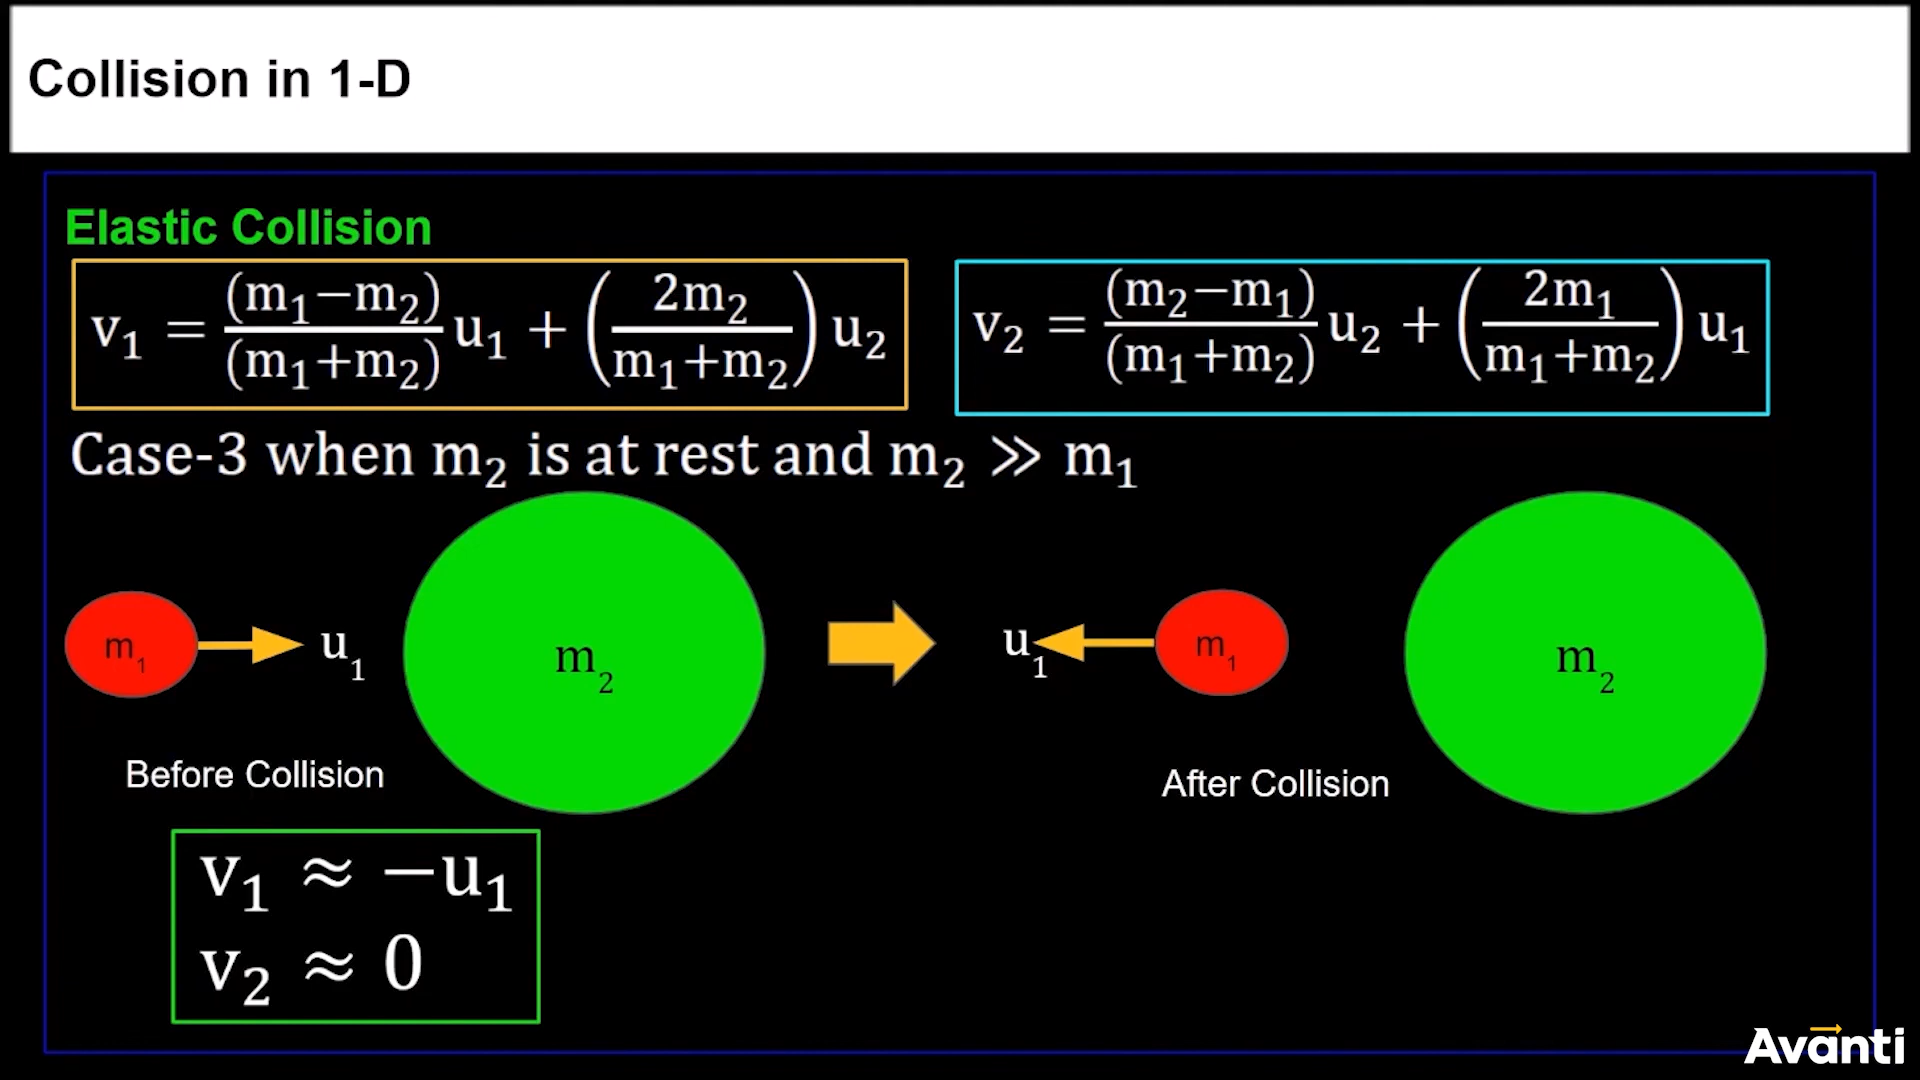 Collision in 1-D
Elastic Collision
v₁ = (m₁−m₂)/(m₁+m₂) u₁ + (2m₂/(m₁+m₂)) u₂
v₂ = (m₂−m₁)/(m₁+m₂) u₂ + (2m₁/(m₁+m₂)) u₁
Case-3 when m₂ is at rest and m₂ ≫ m₁
m₁ u₁ m₂ u₁ m₁ m₂
Before Collision After Collision
v₁ ≈ −u₁
v₂ ≈ 0
Avanti